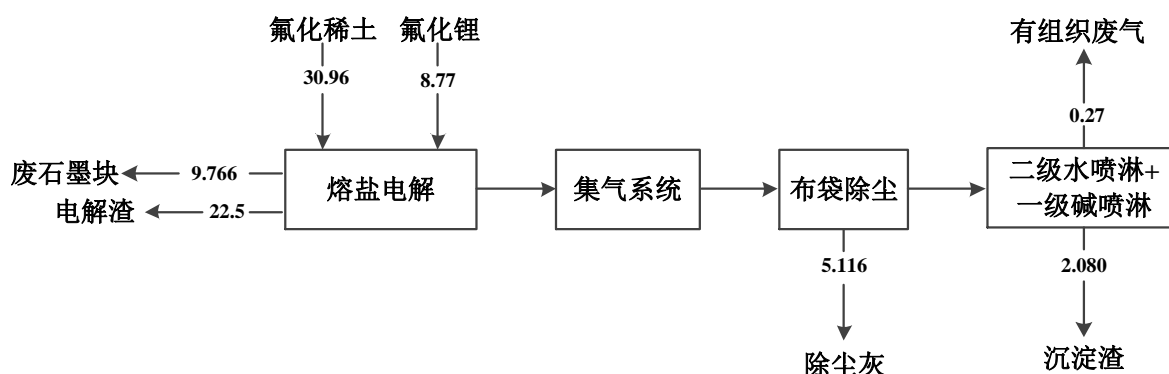 氟化稀土 氟化锂 有组织废气
30.96 8.77 0.27
废石墨块 9.766
电解渣 22.5
熔盐电解 集气系统 布袋除尘 二级水喷淋+
一级碱喷淋
5.116 2.080
除尘灰 沉淀渣